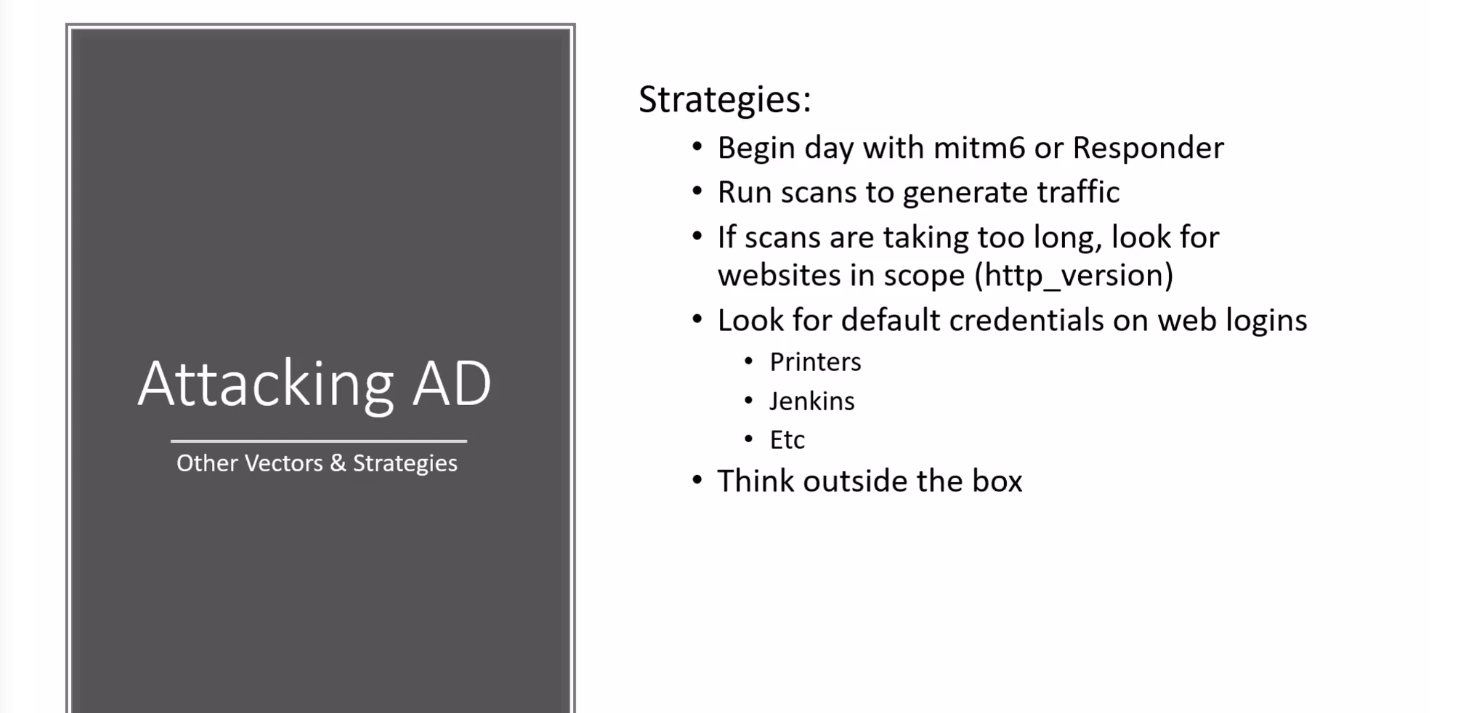 Attacking AD
Other Vectors & Strategies
Strategies:
• Begin day with mitm6 or Responder
• Run scans to generate traffic
• If scans are taking too long, look for
websites in scope (http_version)
• Look for default credentials on web logins
• Printers
• Jenkins
• Etc
• Think outside the box